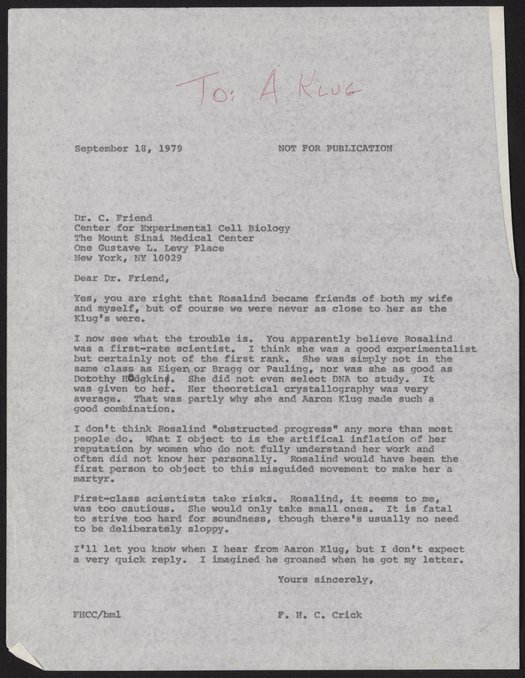 To: A Klug
September 18, 1979 NOT FOR PUBLICATION
Dr. C. Friend
Center for Experimental Cell Biology
The Mount Sinai Medical Center
One Gustave L. Levy Place
New York, NY 10029
Dear Dr. Friend,
Yes, you are right that Rosalind became friends of both my wife
and myself, but of course we were never as close to her as the
Klug's were.
I now see what the trouble is. You apparently believe Rosalind
was a first-rate scientist. I think she was a good experimentalist
but certainly not of the first rank. She was simply not in the
same class as Eigen or Bragg or Pauling, nor was she as good as
Dorothy Hodgkin. She did not even select DNA to study. It
was given to her. Her theoretical crystallography was very
average. That was partly why she and Aaron Klug made such a
good combination.
I don't think Rosalind "obstructed progress" any more than most
people do. What I object to is the artifical inflation of her
reputation by women who do not fully understand her work and
often did not know her personally. Rosalind would have been the
first person to object to this misguided movement to make her a
martyr.
First-class scientists take risks. Rosalind, it seems to me,
was too cautious. She would only take small ones. It is fatal
to strive too hard for soundness, though there's usually no need
to be deliberately sloppy.
I'll let you know when I hear from Aaron Klug, but I don't expect
a very quick reply. I imagined he groaned when he got my letter.
Yours sincerely,
FHCC/bml F. H. C. Crick